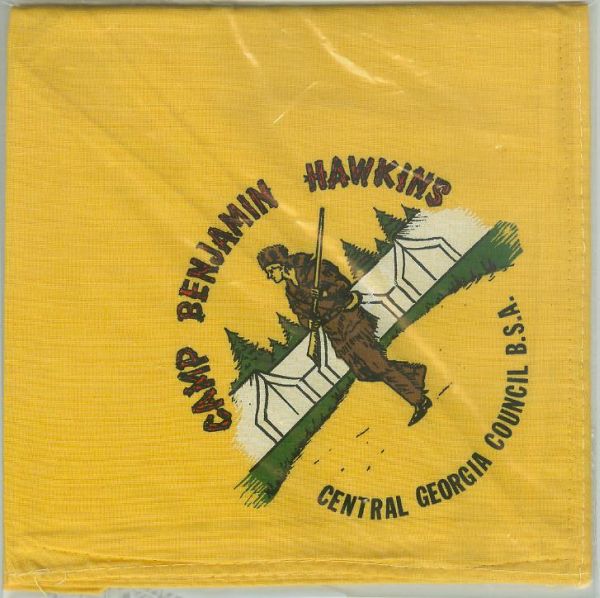 CAMP BENJAMIN HAWKiNS
CENTRAL GEORGIA COUNCIL B.S.A.